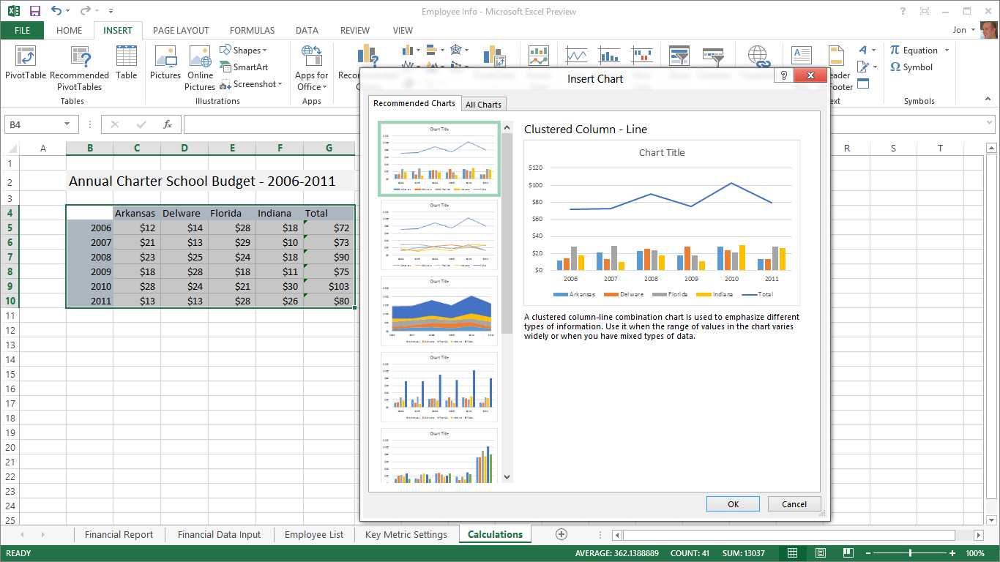 Employee Info - Microsoft Excel Preview
FILE HOME INSERT PAGE LAYOUT FORMULAS DATA REVIEW VIEW Jon
PivotTable Recommended PivotTables Table
Tables
Pictures Online Pictures Shapes SmartArt Screenshot
Illustrations
Apps for Office
Apps
Equation
Symbol
Symbols
B4 fx
A B C D E F G R S T
1
2 Annual Charter School Budget - 2006-2011
3
4 Arkansas Delware Florida Indiana Total
5 2006 $12 $14 $28 $18 $72
6 2007 $21 $13 $29 $10 $73
7 2008 $23 $25 $24 $18 $90
8 2009 $18 $28 $18 $11 $75
9 2010 $28 $24 $21 $30 $103
10 2011 $13 $13 $28 $26 $80
11
12
13
14
15
16
17
18
19
20
21
22
23
24
25
Insert Chart
Recommended Charts All Charts
Chart Title
Chart Title
Chart Title
Chart Title
Chart Title
Clustered Column - Line
Chart Title
$120
$100
$80
$60
$40
$20
$0
2006 2007 2008 2009 2010 2011
Arkansas Delware Florida Indiana Total
A clustered column-line combination chart is used to emphasize different
types of information. Use it when the range of values in the chart varies
widely or when you have mixed types of data.
OK Cancel
Financial Report Financial Data Input Employee List Key Metric Settings Calculations
READY AVERAGE: 362.1388889 COUNT: 41 SUM: 13037 100%